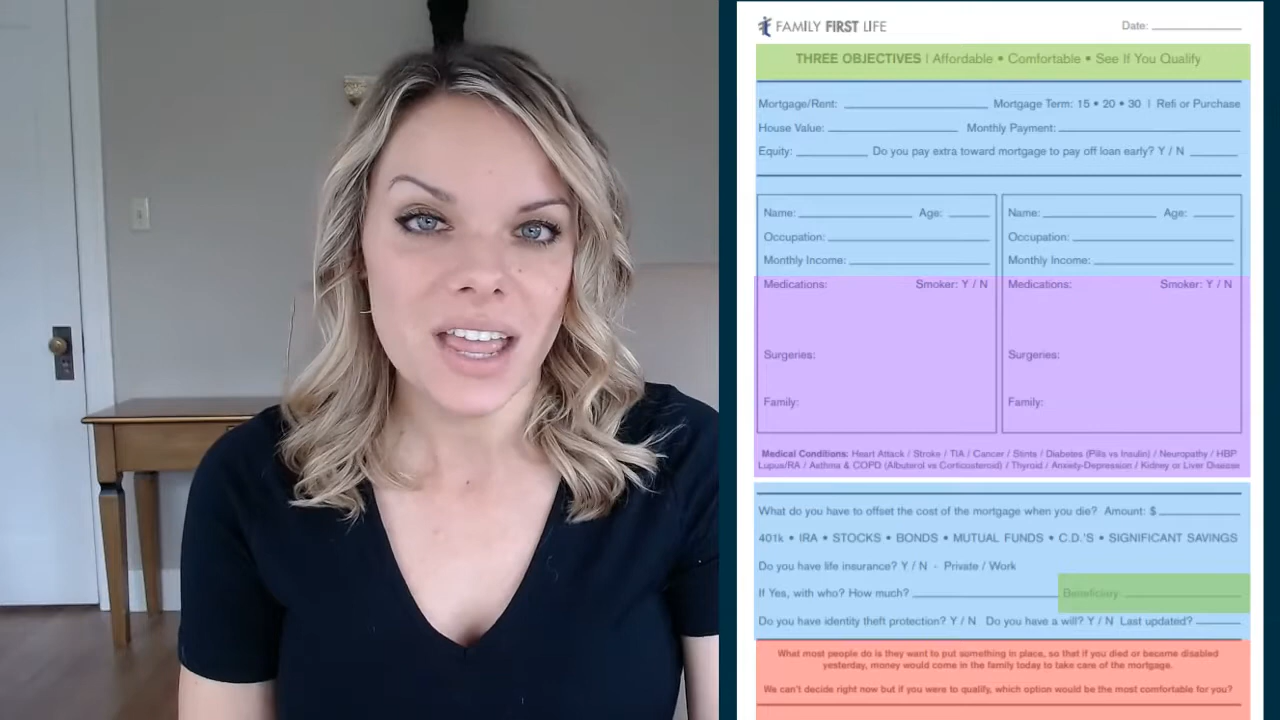 FAMILY FIRST LIFE
Date:
THREE OBJECTIVES | Affordable • Comfortable • See If You Qualify
Mortgage/Rent: Mortgage Term: 15 • 20 • 30 | Refi or Purchase
House Value: Monthly Payment:
Equity: Do you pay extra toward mortgage to pay off loan early? Y / N
Name: Age:
Occupation:
Monthly Income:
Medications: Smoker: Y / N
Surgeries:
Family:
Name: Age:
Occupation:
Monthly Income:
Medications: Smoker: Y / N
Surgeries:
Family:
Medical Conditions: Heart Attack / Stroke / TIA / Cancer / Stints / Diabetes (Pills vs Insulin) / Neuropathy / HBP
Lupus/RA / Asthma & COPD (Albuterol vs Corticosteroid) / Thyroid / Anxiety-Depression / Kidney or Liver Disease
What do you have to offset the cost of the mortgage when you die? Amount: $
401k • IRA • STOCKS • BONDS • MUTUAL FUNDS • C.D.'S • SIGNIFICANT SAVINGS
Do you have life insurance? Y / N - Private / Work
If Yes, with who? How much? Beneficiary:
Do you have identity theft protection? Y / N Do you have a will? Y / N Last updated?
What most people do is they want to put something in place, so that if you died or became disabled
yesterday, money would come in the family today to take care of the mortgage.
We can't decide right now but if you were to qualify, which option would be the most comfortable for you?